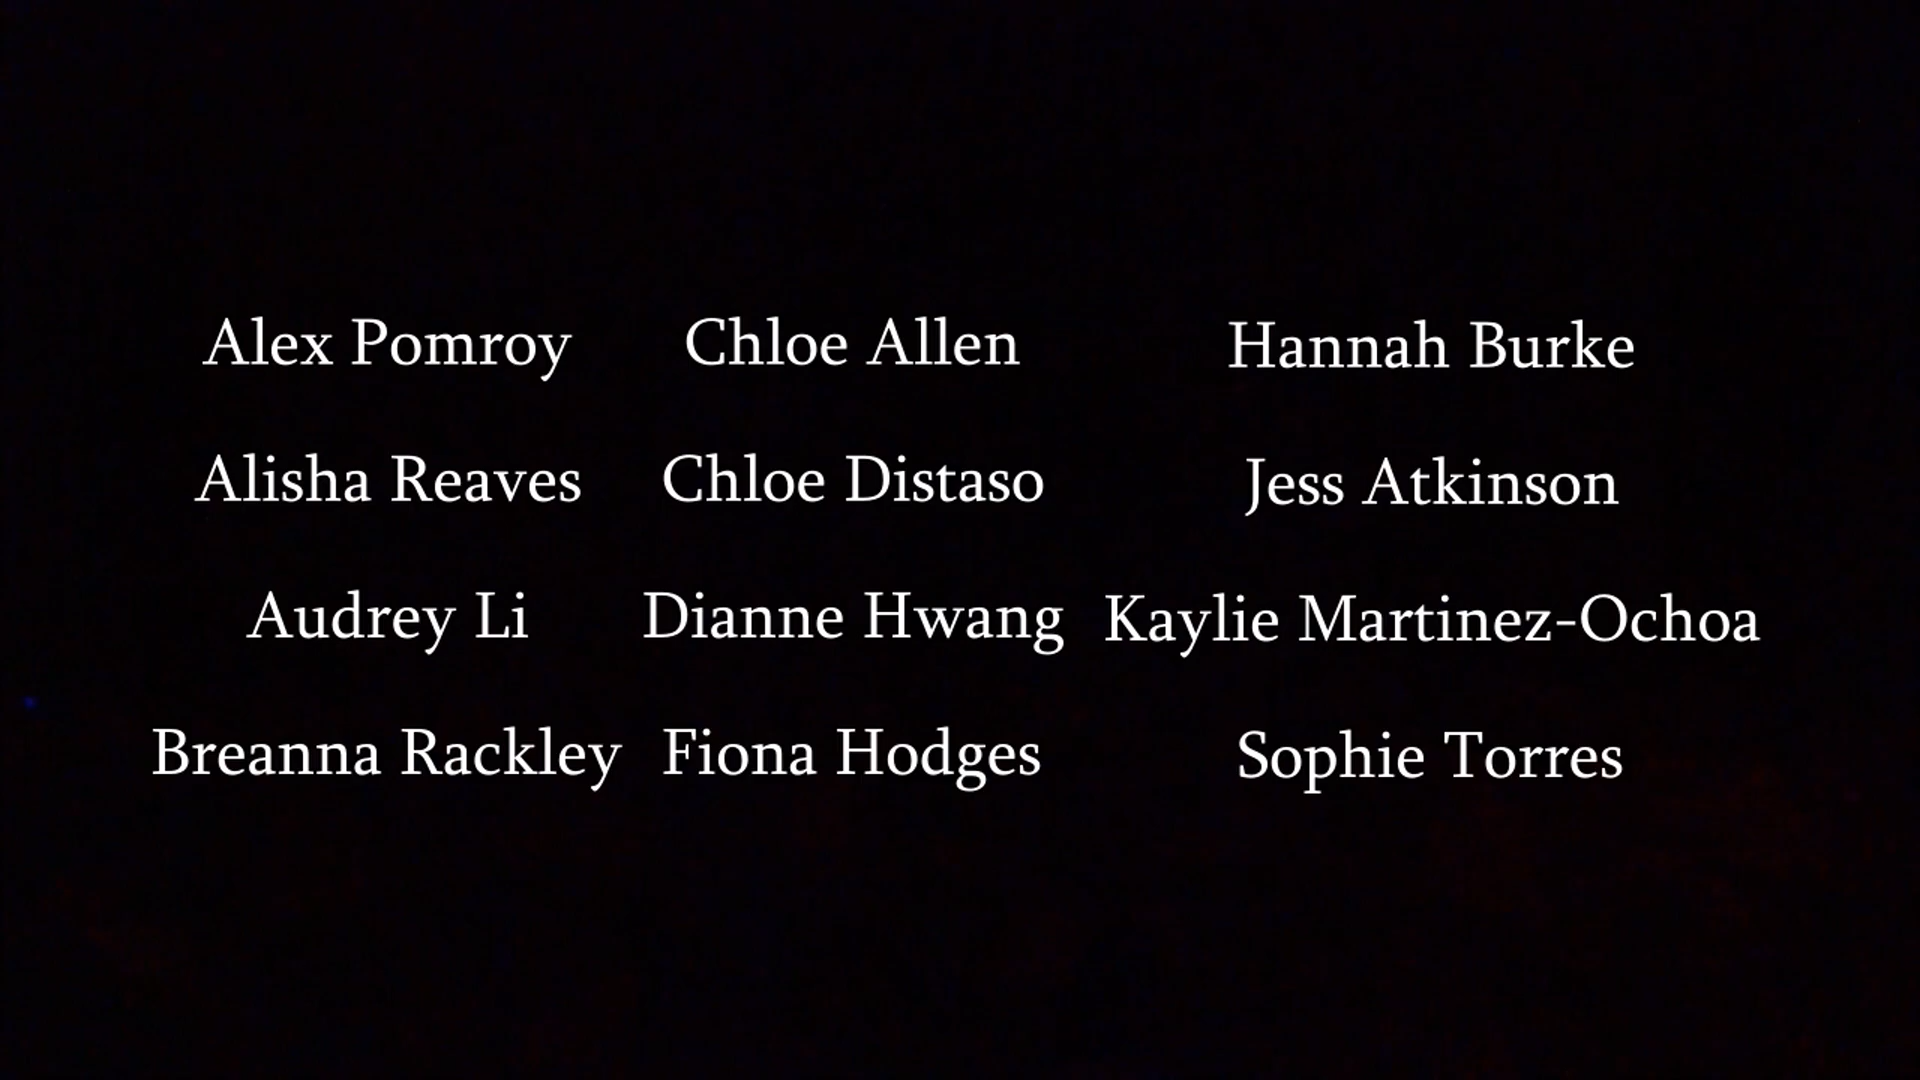 Alex Pomroy
Alisha Reaves
Audrey Li
Breanna Rackley
Chloe Allen
Chloe Distaso
Dianne Hwang
Fiona Hodges
Hannah Burke
Jess Atkinson
Kaylie Martinez-Ochoa
Sophie Torres